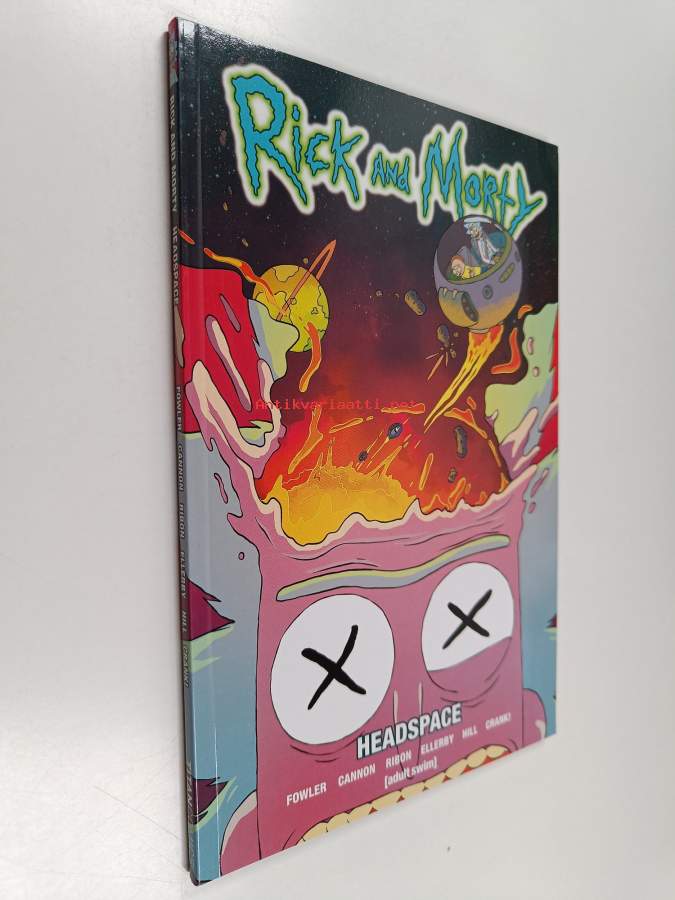 RICK AND MORTY
Antikvariaatti.net
HEADSPACE
FOWLER CANNON RIBON ELLERBY HILL CRANK!
[adult swim]
RICK AND MORTY HEADSPACE FOWLER CANNON RIBON ELLERBY HILL CRANK! TITAN